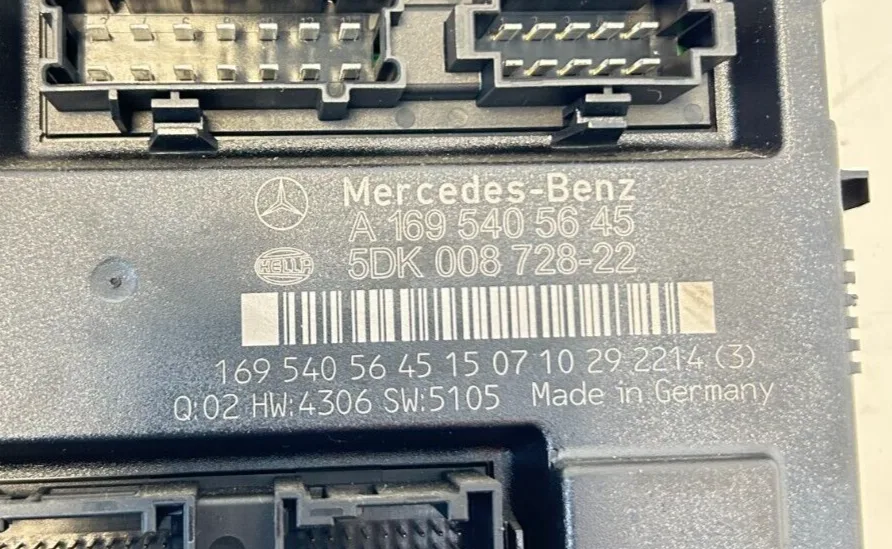 Mercedes-Benz
A 169 540 56 45
HELLA
5DK 008 728-22
169 540 56 45 15 07 10 29 2214 (3)
Q:02 HW:4306 SW:5105 Made in Germany